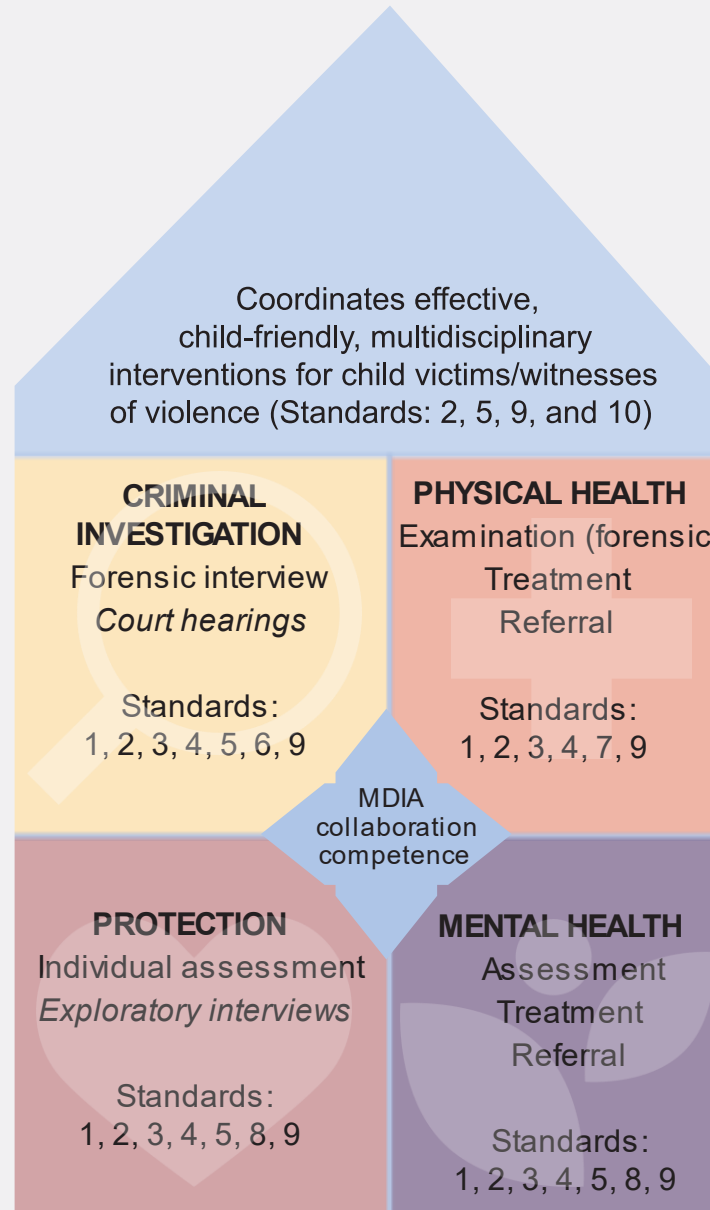 Coordinates effective,
child-friendly, multidisciplinary
interventions for child victims/witnesses
of violence (Standards: 2, 5, 9, and 10)
CRIMINAL
INVESTIGATION
Forensic interview
Court hearings
Standards:
1, 2, 3, 4, 5, 6, 9
PHYSICAL HEALTH
Examination (forensic
Treatment
Referral
Standards:
1, 2, 3, 4, 7, 9
MDIA
collaboration
competence
PROTECTION
Individual assessment
Exploratory interviews
Standards:
1, 2, 3, 4, 5, 8, 9
MENTAL HEALTH
Assessment
Treatment
Referral
Standards:
1, 2, 3, 4, 5, 8, 9